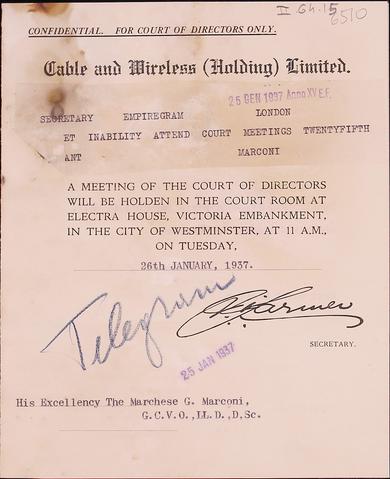 II Gh.15
6510
CONFIDENTIAL. FOR COURT OF DIRECTORS ONLY.
Cable and Wireless (Holding) Limited.
25 GEN 1937 Anno XV E.F.
SECRETARY EMPIREGRAM LONDON
ET INABILITY ATTEND COURT MEETINGS TWENTYFIFTH
ANT MARCONI
A MEETING OF THE COURT OF DIRECTORS
WILL BE HOLDEN IN THE COURT ROOM AT
ELECTRA HOUSE, VICTORIA EMBANKMENT,
IN THE CITY OF WESTMINSTER, AT 11 A.M.,
ON TUESDAY,
26th JANUARY, 1937.
Telegram
SECRETARY.
25 JAN 1937
His Excellency The Marchese G. Marconi,
G.C.V.O.,LL.D.,D.Sc.